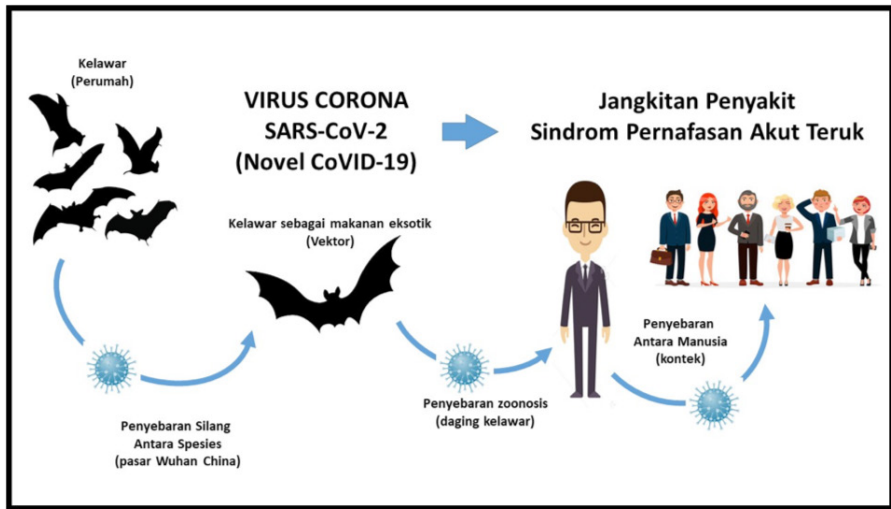 Kelawar
(Perumah)
VIRUS CORONA
SARS-CoV-2
(Novel CoVID-19)
Jangkitan Penyakit
Sindrom Pernafasan Akut Teruk
Kelawar sebagai makanan eksotik
(Vektor)
Penyebaran Silang
Antara Spesies
(pasar Wuhan China)
Penyebaran zoonosis
(daging kelawar)
Penyebaran
Antara Manusia
(kontek)